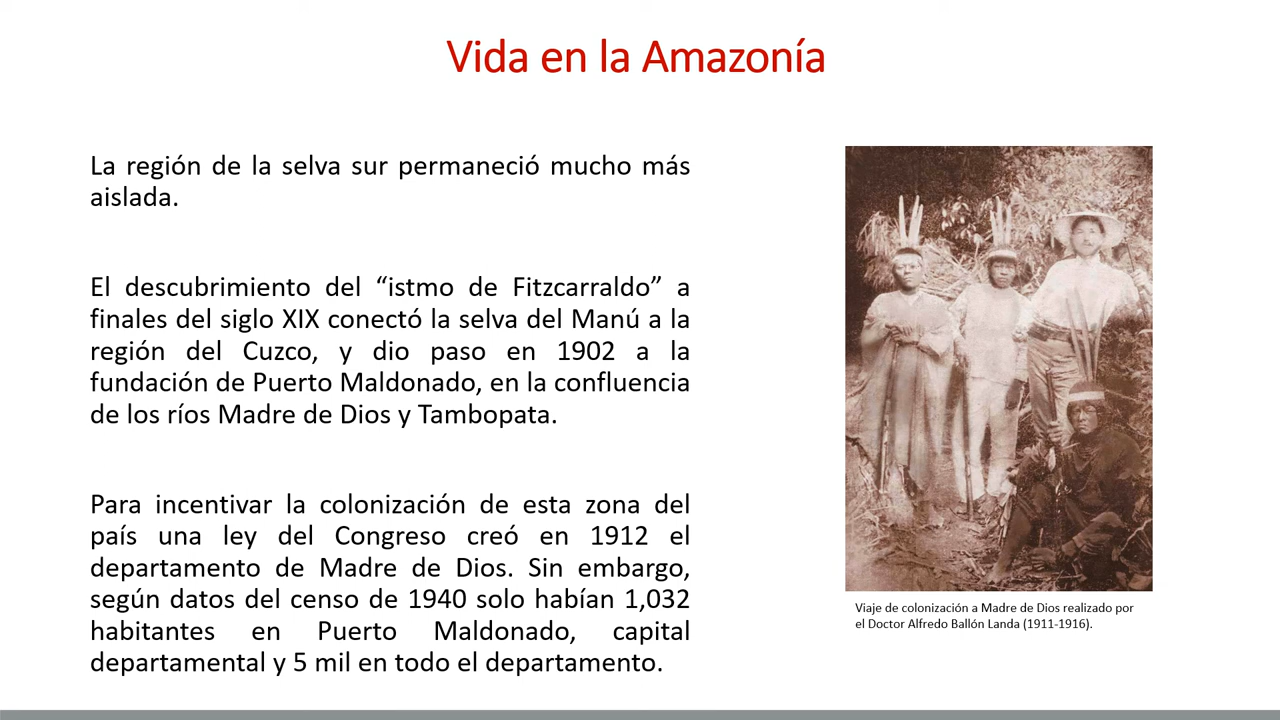 Vida en la Amazonía
La región de la selva sur permaneció mucho más
aislada.
El descubrimiento del “istmo de Fitzcarraldo” a
finales del siglo XIX conectó la selva del Manú a la
región del Cuzco, y dio paso en 1902 a la
fundación de Puerto Maldonado, en la confluencia
de los ríos Madre de Dios y Tambopata.
Para incentivar la colonización de esta zona del
país una ley del Congreso creó en 1912 el
departamento de Madre de Dios. Sin embargo,
según datos del censo de 1940 solo habían 1,032
habitantes en Puerto Maldonado, capital
departamental y 5 mil en todo el departamento.
Viaje de colonización a Madre de Dios realizado por
el Doctor Alfredo Ballón Landa (1911-1916).